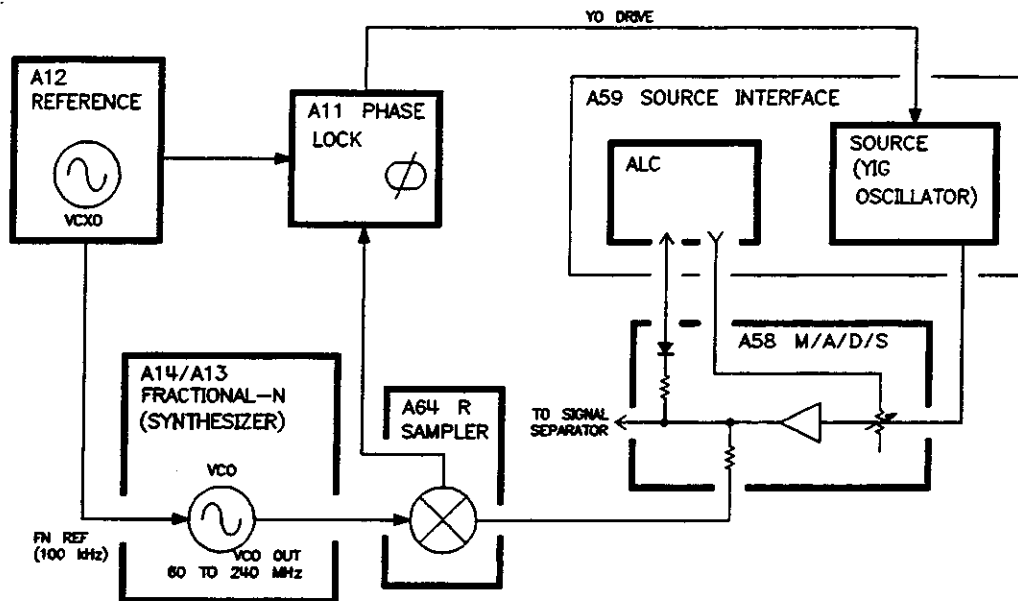 YO DRIVE
A12
REFERENCE
VCXO
A11 PHASE
LOCK
A59 SOURCE INTERFACE
ALC
SOURCE
(YIG
OSCILLATOR)
A58 M/A/D/S
A14/A13
FRACTIONAL-N
(SYNTHESIZER)
A64 R
SAMPLER
TO SIGNAL
SEPARATOR
VCO
FN REF
(100 kHz)
VCO OUT
60 TO 240 MHz